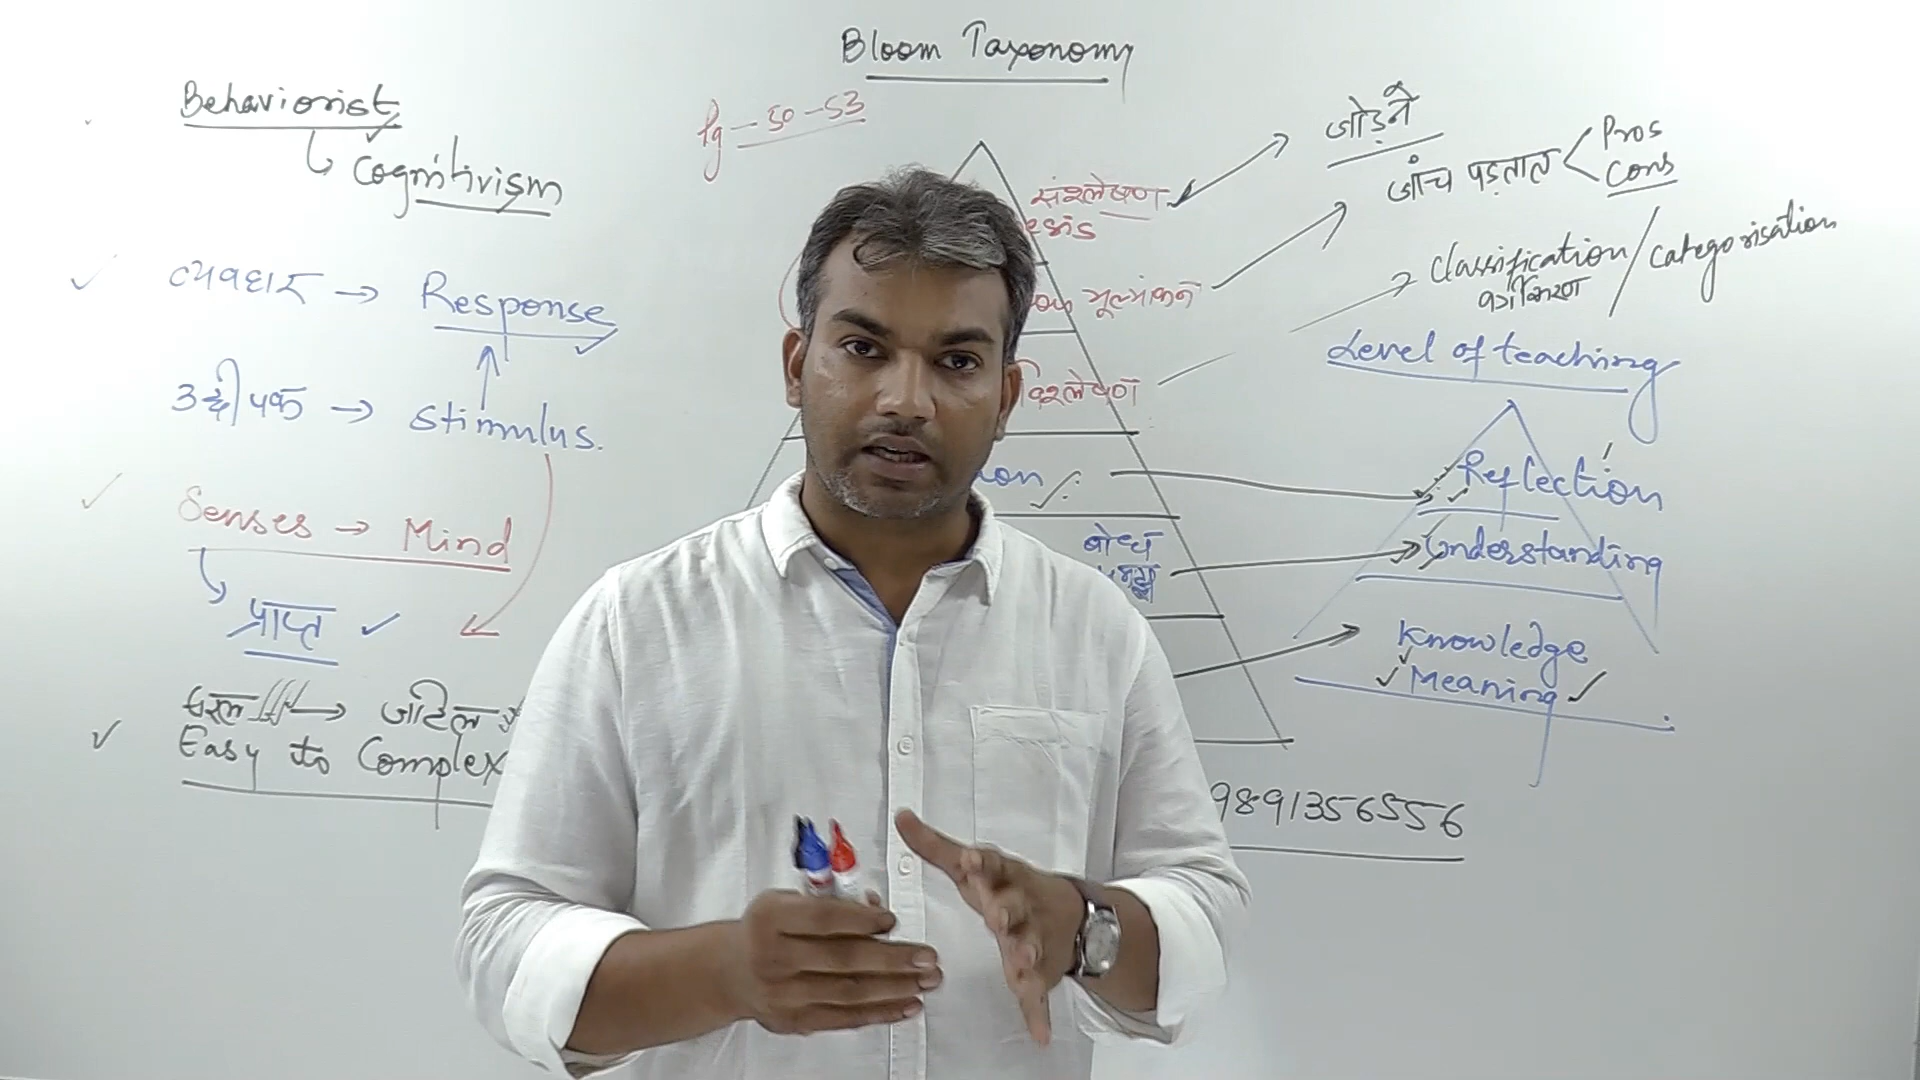 Bloom Taxonomy
Behaviorist
Cognitivism
Pg - 50 - 53
व्यवहार → Response
उद्दीपक → Stimulus.
Senses → Mind
प्राप्त ✓
सरल → जटिल
Easy to Complex
संश्लेषण
मूल्यांकन
विश्लेषण
बोध
जोड़ने
जांच पड़ताल
Pros
Cons
Classification / Categorisation
वर्गीकरण
Level of teaching
Reflection
Understanding
Knowledge
Meaning
9891356556